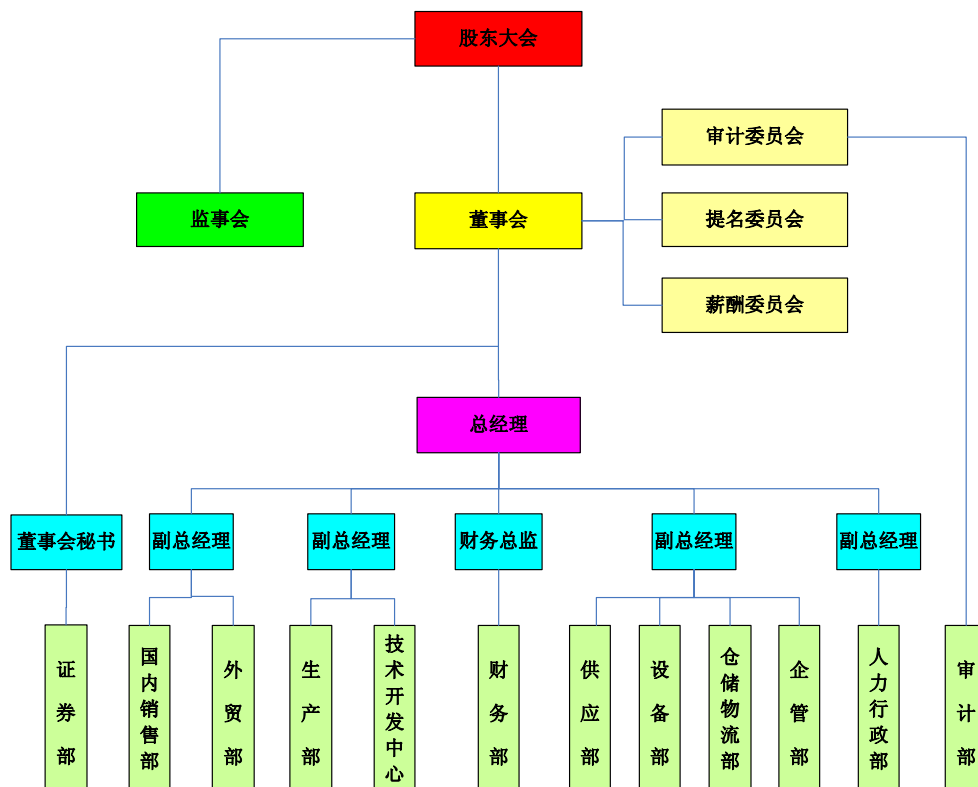 股东大会
审计委员会
监事会
董事会
提名委员会
薪酬委员会
总经理
董事会秘书
副总经理
副总经理
财务总监
副总经理
副总经理
证券部
国内销售部
外贸部
生产部
技术开发中心
财务部
供应部
设备部
仓储物流部
企管部
人力行政部
审计部